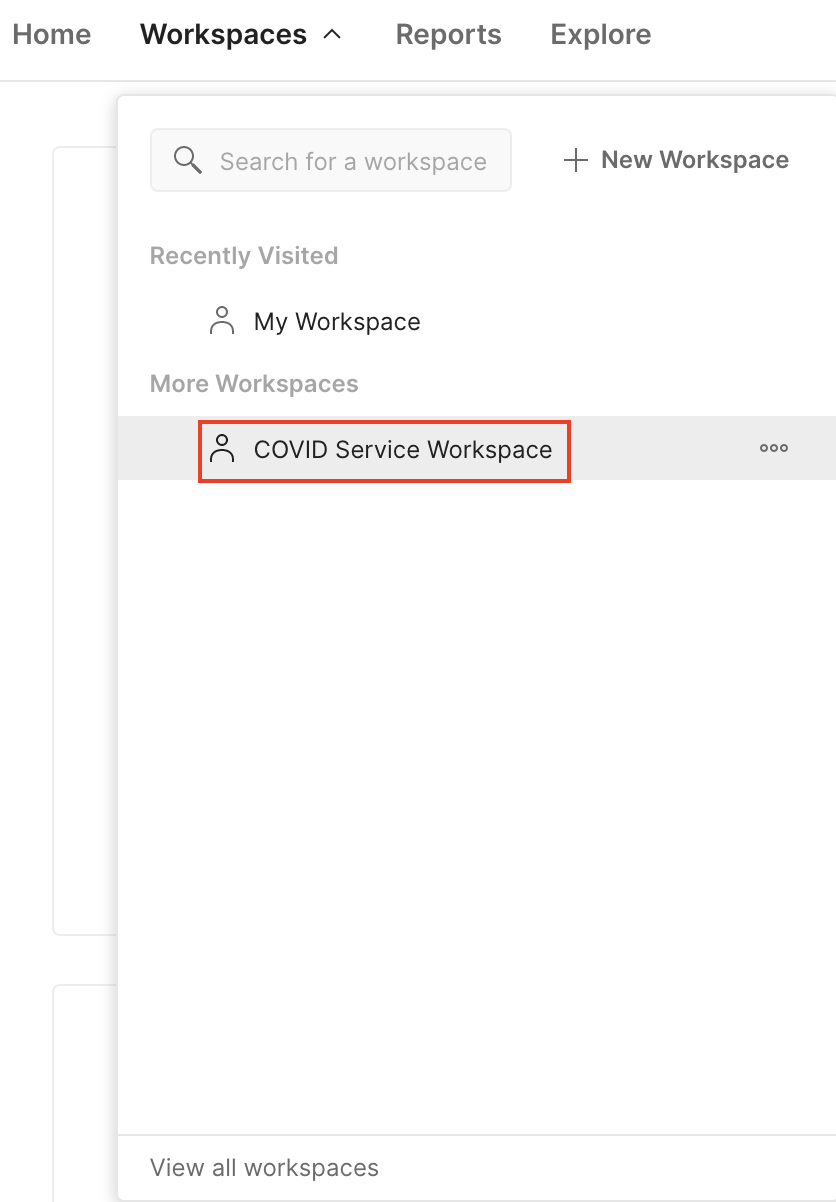 Home Workspaces Reports Explore
Search for a workspace
New Workspace
Recently Visited
My Workspace
More Workspaces
COVID Service Workspace
View all workspaces